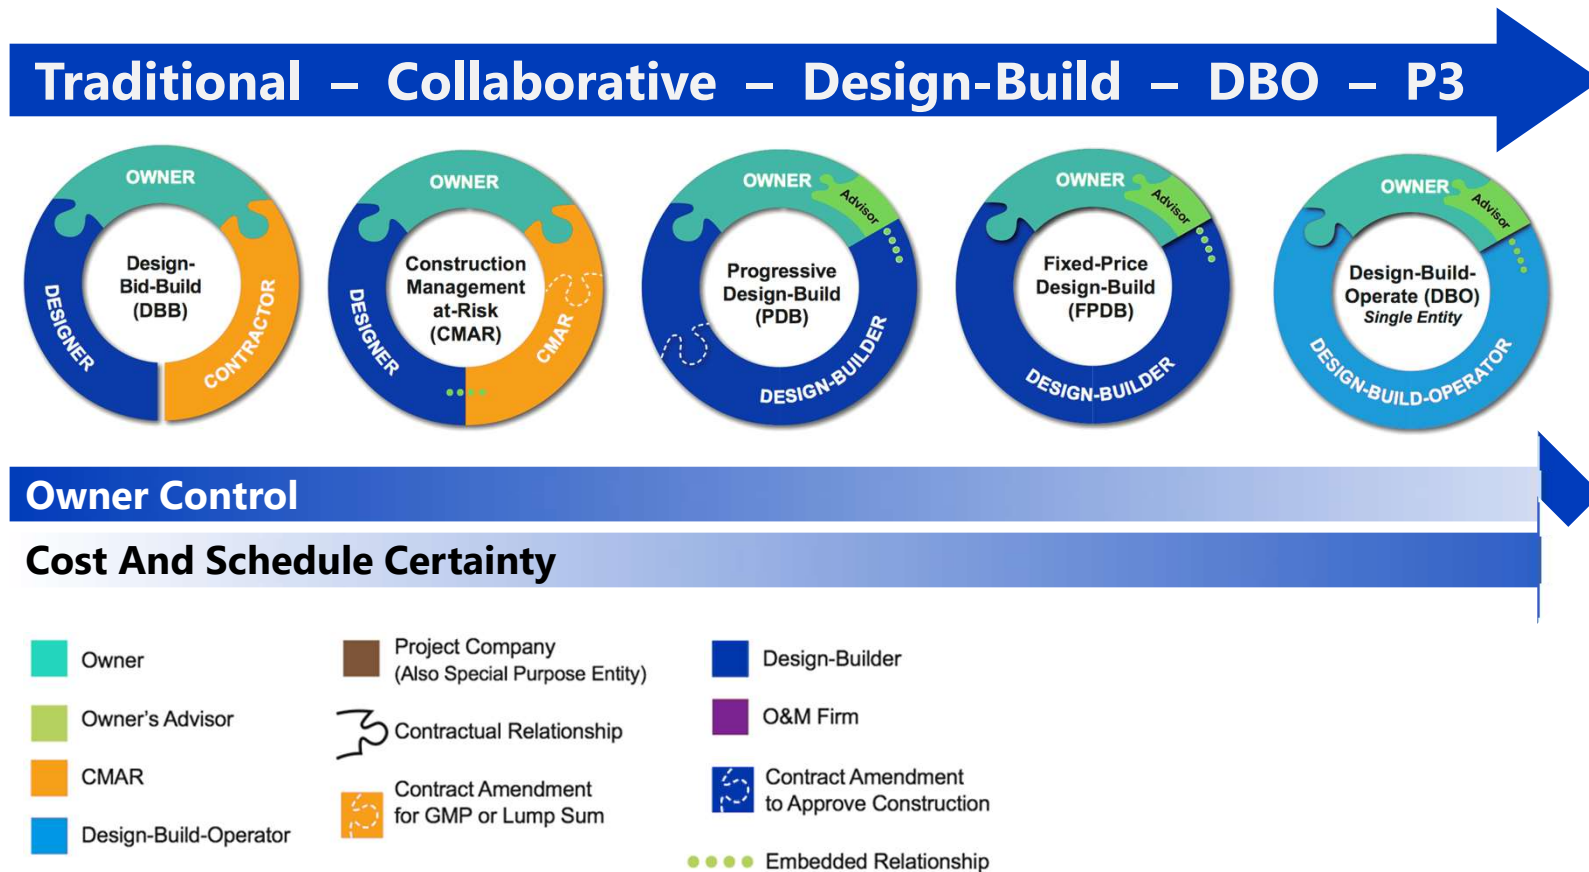 Traditional – Collaborative – Design-Build – DBO – P3
OWNER
DESIGNER
CONTRACTOR
Design-
Bid-Build
(DBB)
OWNER
DESIGNER
CMAR
Construction
Management
at-Risk
(CMAR)
OWNER
Advisor
DESIGN-BUILDER
Progressive
Design-Build
(PDB)
OWNER
Advisor
DESIGN-BUILDER
Fixed-Price
Design-Build
(FPDB)
OWNER
Advisor
DESIGN-BUILD-OPERATOR
Design-Build-
Operate (DBO)
Single Entity
Owner Control
Cost And Schedule Certainty
Owner
Owner's Advisor
CMAR
Design-Build-Operator
Project Company
(Also Special Purpose Entity)
Contractual Relationship
Contract Amendment
for GMP or Lump Sum
Design-Builder
O&M Firm
Contract Amendment
to Approve Construction
Embedded Relationship